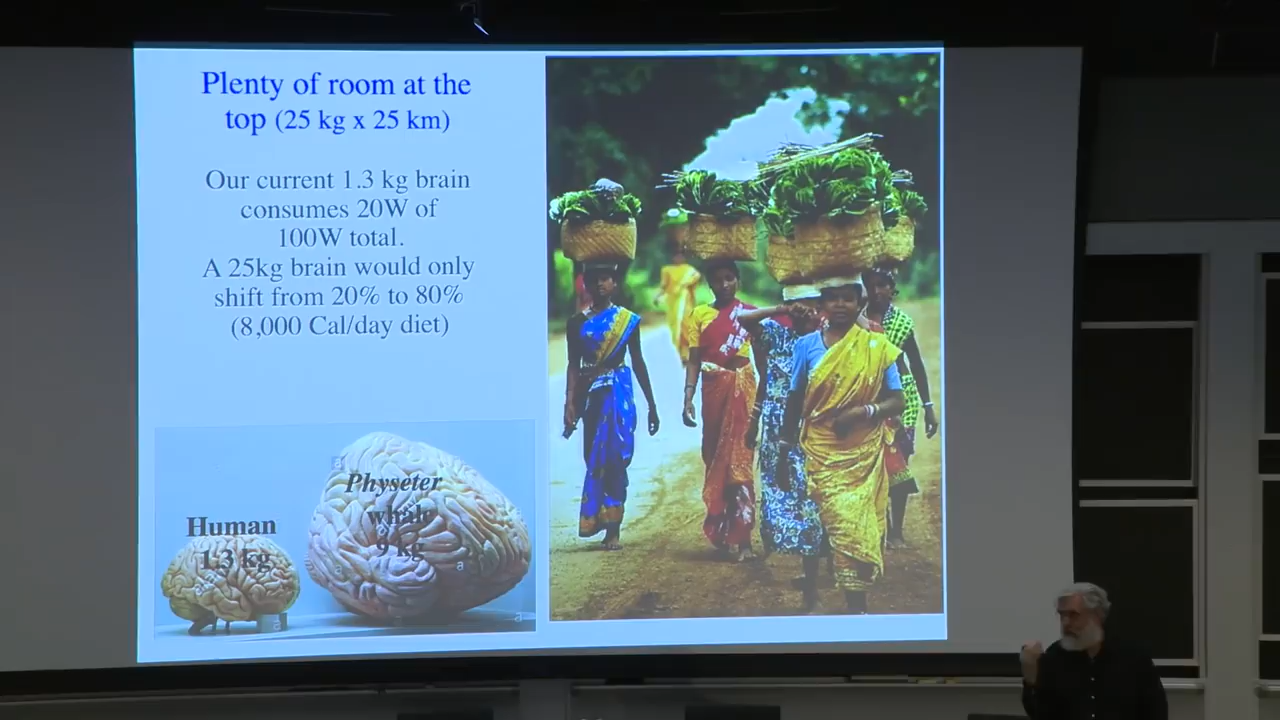 Plenty of room at the
top (25 kg x 25 km)
Our current 1.3 kg brain
consumes 20W of
100W total.
A 25kg brain would only
shift from 20% to 80%
(8,000 Cal/day diet)
Human
1.3 kg
Physeter
whale
9 kg
a
a
a